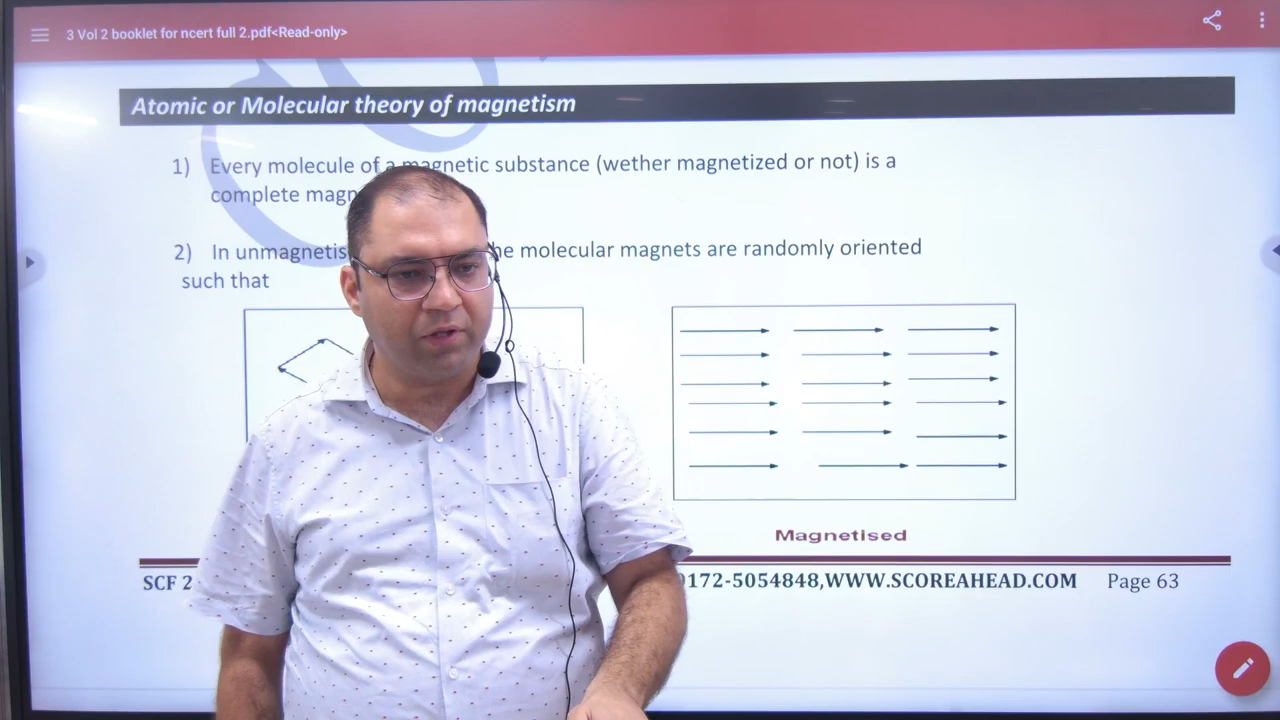 3 Vol 2 booklet for ncert full 2.pdf<Read-only>
Atomic or Molecular theory of magnetism
1) Every molecule of a magnetic substance (wether magnetized or not) is a
complete magn
2) In unmagnetis he molecular magnets are randomly oriented
such that
Magnetised
SCF 2 172-5054848,WWW.SCOREAHEAD.COM Page 63